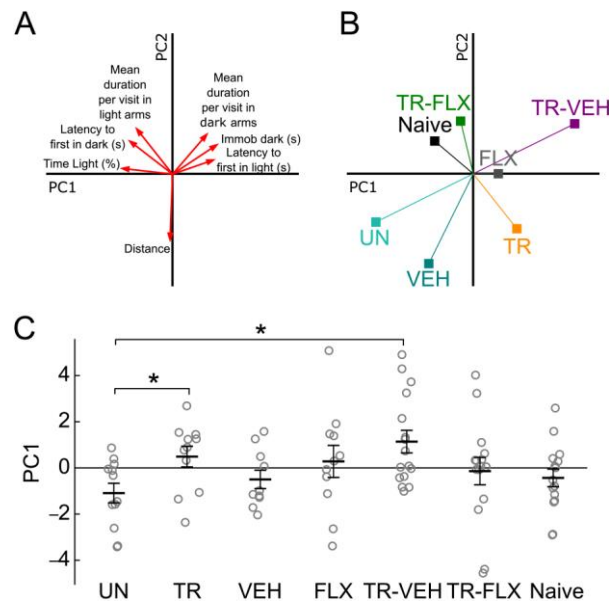 A
PC2
Mean
duration
per visit in
light arms
Mean
duration
per visit in
dark arms
Latency to
first in dark (s)
Immob dark (s)
Time Light (%)
Latency to
first in light (s)
PC1
Distance
B
PC2
TR-FLX
TR-VEH
Naive
FLX
PC1
UN
TR
VEH
C
*
*
PC1
4
2
0
−2
−4
UN TR VEH FLX TR-VEH TR-FLX Naive